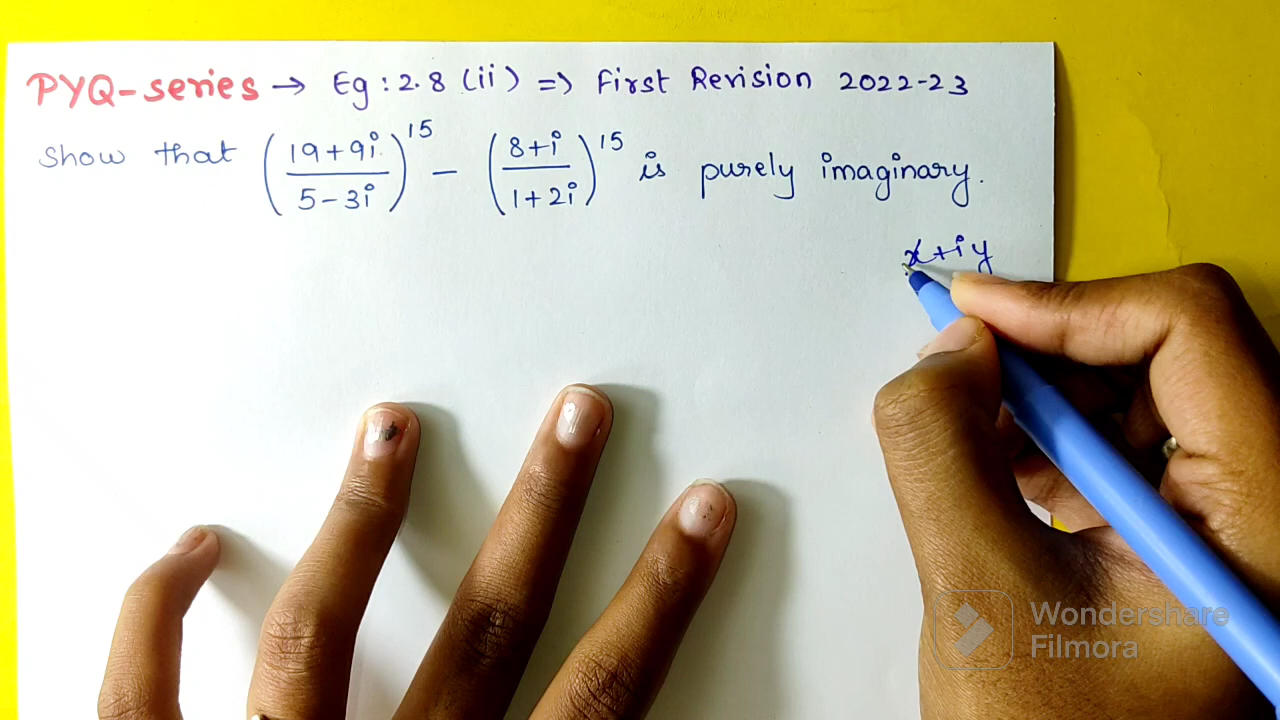 PYQ-series → Eg : 2.8 (ii) => First Revision 2022-23
Show that ((19+9i)/(5-3i))^15 - ((8+i)/(1+2i))^15 is purely imaginary.
x+iy
Wondershare
Filmora